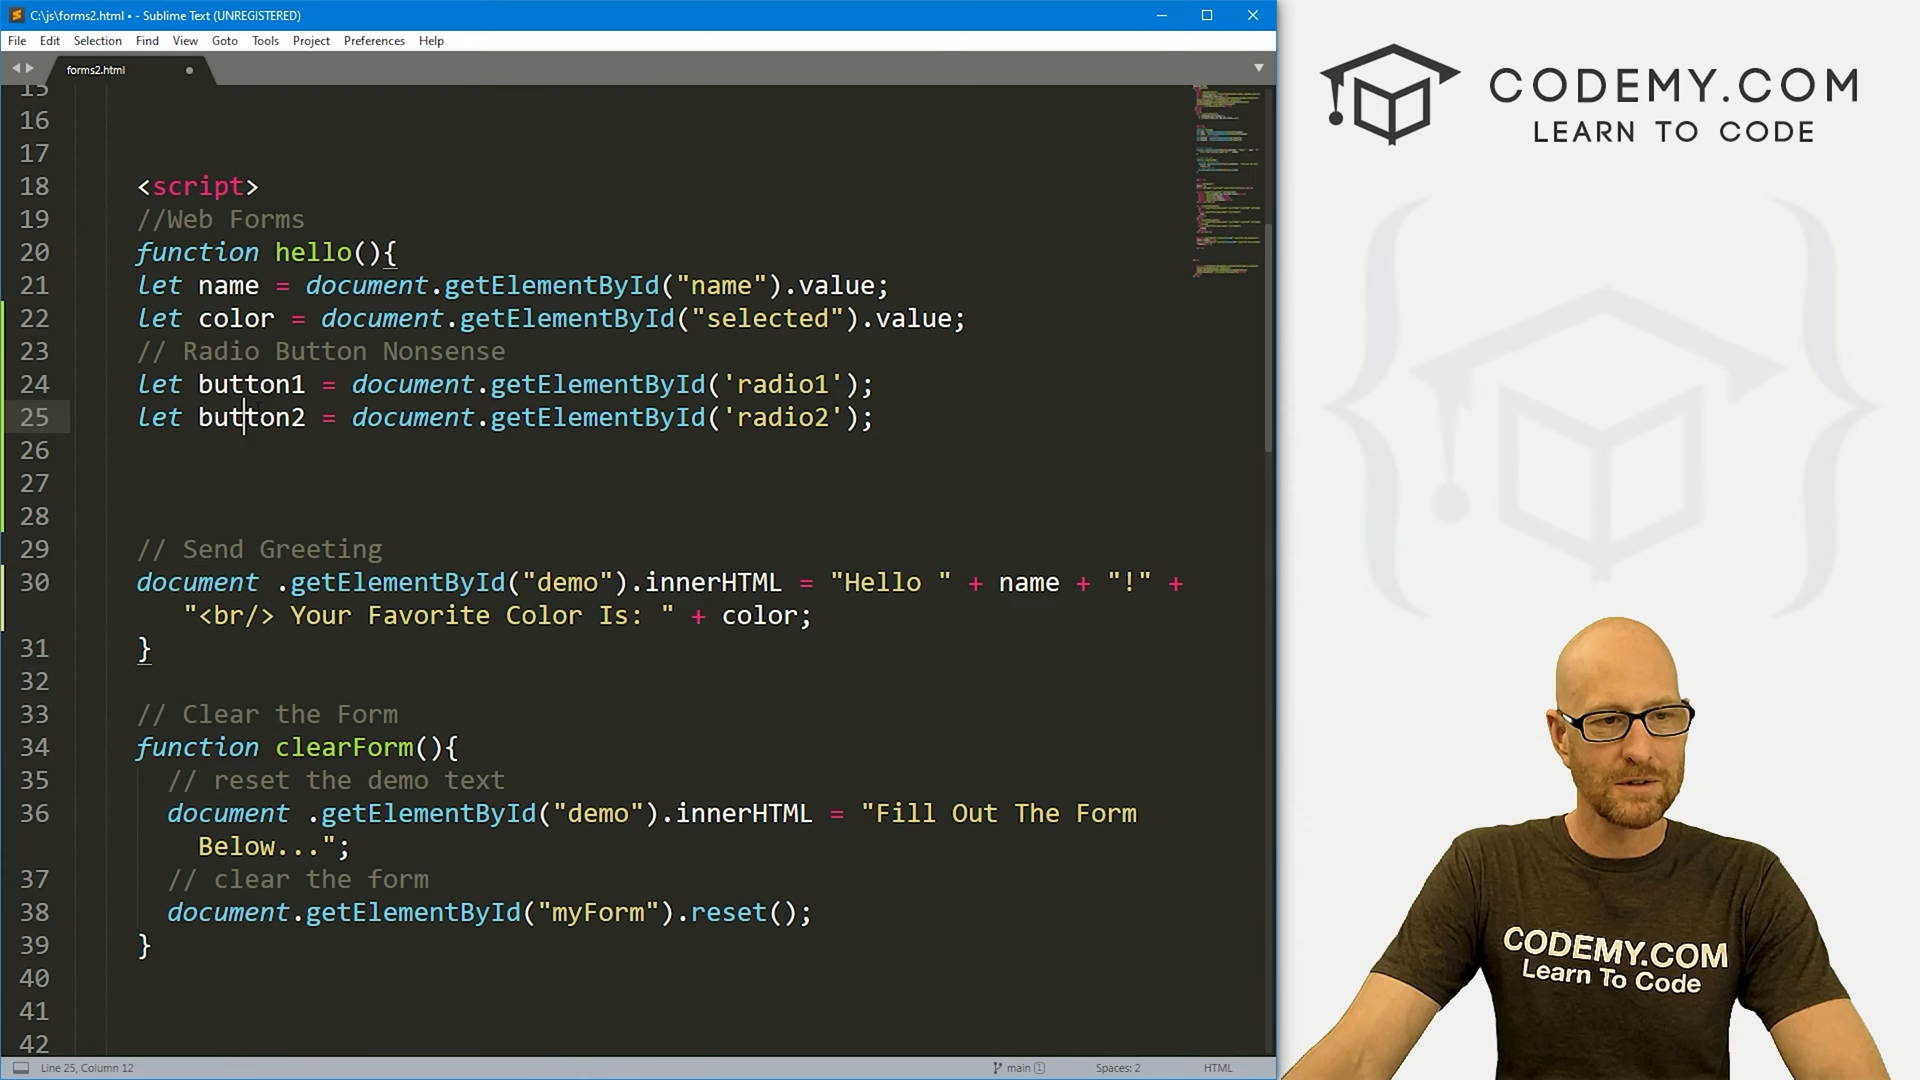 C:\js\forms2.html • - Sublime Text (UNREGISTERED)
File Edit Selection Find View Goto Tools Project Preferences Help
forms2.html
15
16
17
18 <script>
19 //Web Forms
20 function hello(){
21 let name = document.getElementById("name").value;
22 let color = document.getElementById("selected").value;
23 // Radio Button Nonsense
24 let button1 = document.getElementById('radio1');
25 let button2 = document.getElementById('radio2');
26
27
28
29 // Send Greeting
30 document .getElementById("demo").innerHTML = "Hello " + name + "!" +
"<br/> Your Favorite Color Is: " + color;
31 }
32
33 // Clear the Form
34 function clearForm(){
35 // reset the demo text
36 document .getElementById("demo").innerHTML = "Fill Out The Form
Below...";
37 // clear the form
38 document.getElementById("myForm").reset();
39 }
40
41
42
Line 25, Column 12 main 1 Spaces: 2 HTML
CODEMY.COM
LEARN TO CODE
CODEMY.COM
Learn To Code